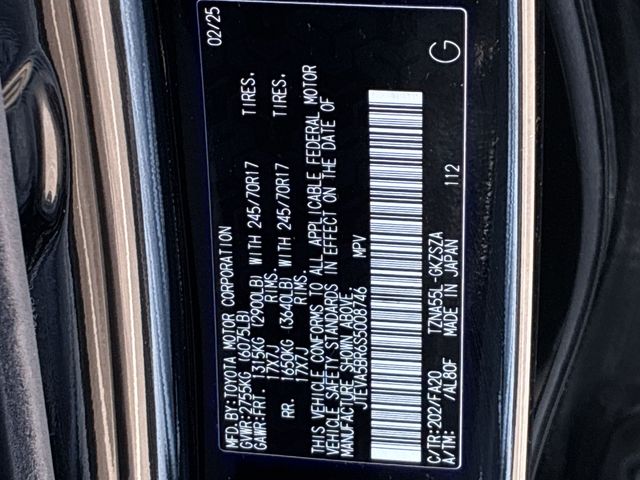 MFD.BY:TOYOTA MOTOR CORPORATION 02/25
GVWR:2755KG (6075LB)
GAWR:FRT. 1315KG (2900LB) WITH 245/70R17 TIRES.
17X7J RIMS.
RR. 1650KG (3640LB) WITH 245/70R17 TIRES.
17X7J RIMS.
THIS VEHICLE CONFORMS TO ALL APPLICABLE FEDERAL MOTOR
VEHICLE SAFETY STANDARDS IN EFFECT ON THE DATE OF
MANUFACTURE SHOWN ABOVE.
JTEVA5BR6S5008746 MPV
C/TR:202/FA20 TZNA55L-GKZSZA 112
A/TM: /AL80F MADE IN JAPAN G